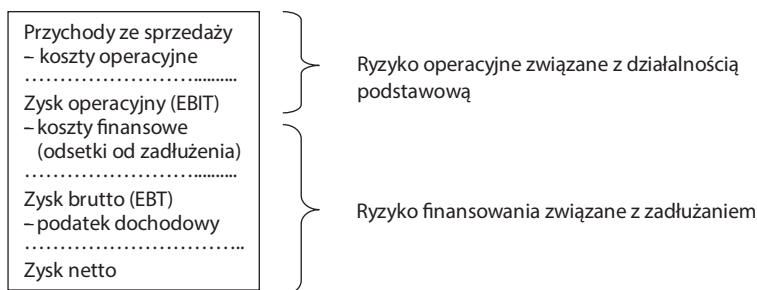 Przychody ze sprzedaży
– koszty operacyjne
……………………..........
Zysk operacyjny (EBIT)
– koszty finansowe
(odsetki od zadłużenia)
……………………..........
Zysk brutto (EBT)
– podatek dochodowy
…………………………...
Zysk netto
Ryzyko operacyjne związane z działalnością
podstawową
Ryzyko finansowania związane z zadłużaniem